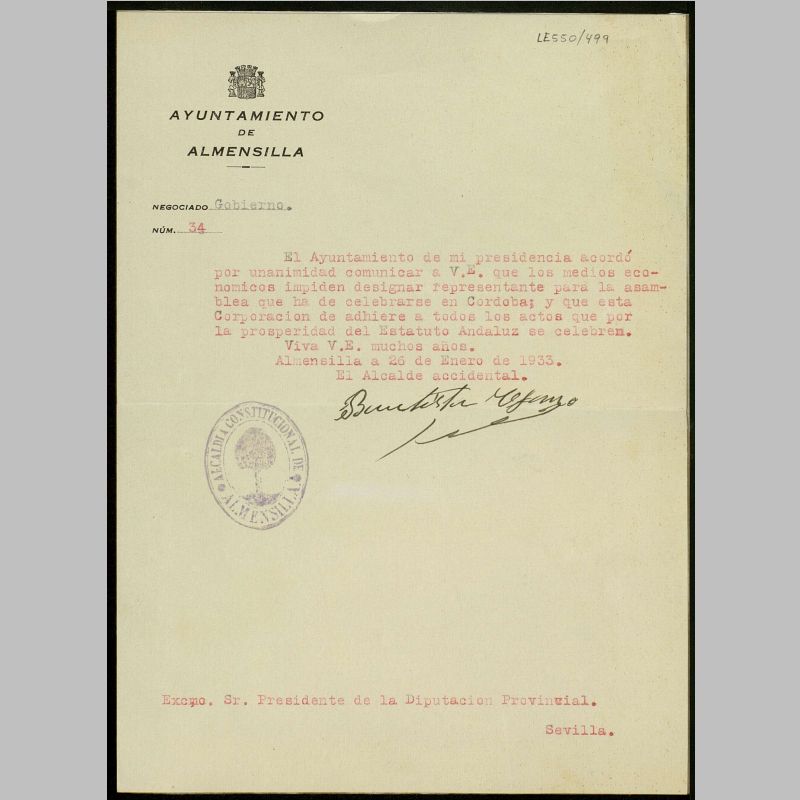 LE550/499
AYUNTAMIENTO
DE
ALMENSILLA
NEGOCIADO Gobierno.
NÚM. 34
El Ayuntamiento de mi presidencia acordó
por unanimidad comunicar a V.E. que los medios eco-
nomicos impiden designar representante para la asam-
blea que ha de celebrarse en Cordoba; y que esta
Corporacion de adhiere a todos los actos que por
la prosperidad del Estatuto Andaluz se celebren.
Viva V.E. muchos años.
Almensilla a 26 de Enero de 1933.
El Alcalde accidental.
Bautista
ALCALDIA CONSTITUCIONAL DE
ALMENSILLA
Excmo. Sr. Presidente de la Diputacion Provincial.
Sevilla.